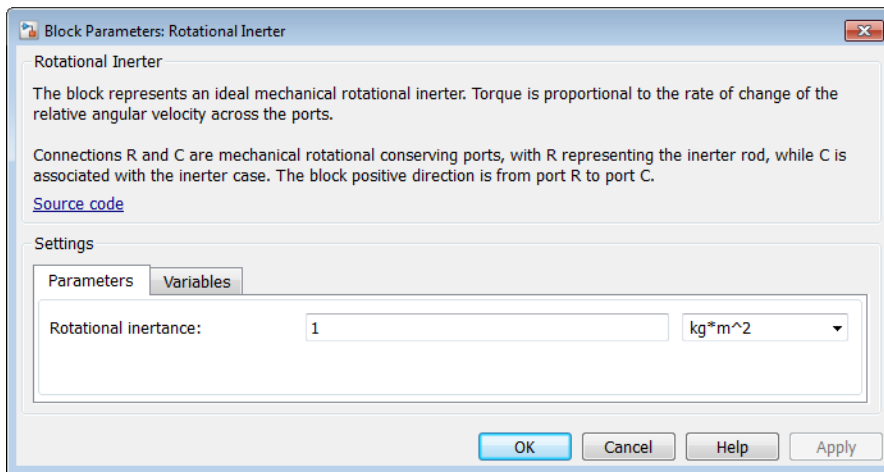 Block Parameters: Rotational Inerter
Rotational Inerter
The block represents an ideal mechanical rotational inerter. Torque is proportional to the rate of change of the
relative angular velocity across the ports.
Connections R and C are mechanical rotational conserving ports, with R representing the inerter rod, while C is
associated with the inerter case. The block positive direction is from port R to port C.
Source code
Settings
Parameters Variables
Rotational inertance: 1 kg*m^2
OK Cancel Help Apply